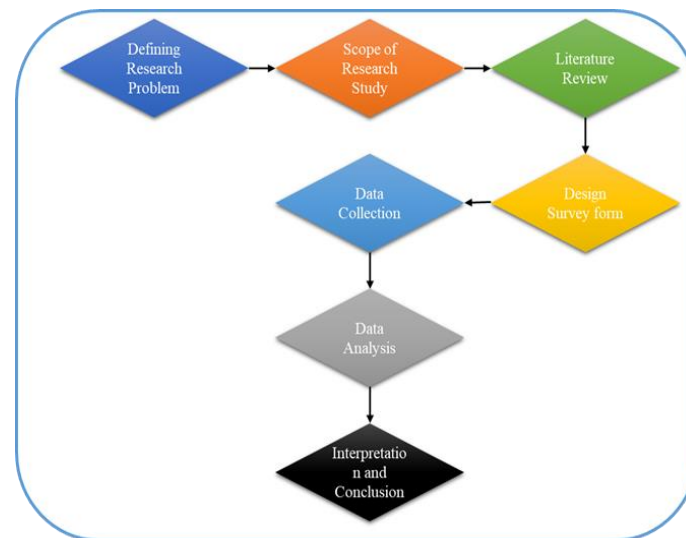 Defining
Research
Problem
Scope of
Research
Study
Literature
Review
Design
Survey form
Data
Collection
Data
Analysis
Interpretatio
n and
Conclusion